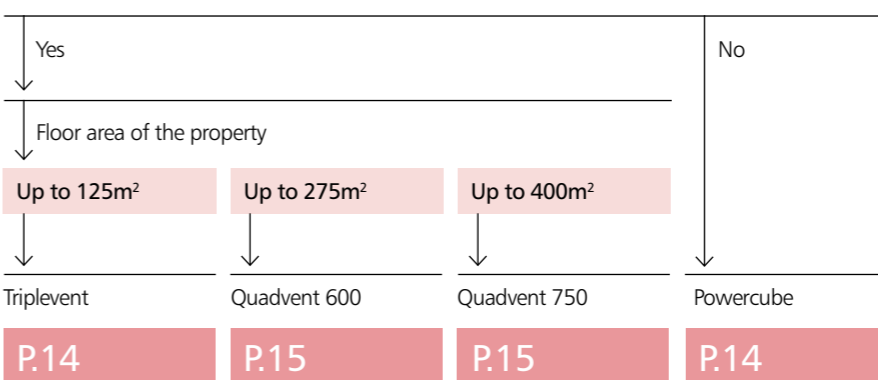 Yes
No
Floor area of the property
Up to 125m²
Up to 275m²
Up to 400m²
Triplevent
Quadvent 600
Quadvent 750
Powercube
P.14
P.15
P.15
P.14